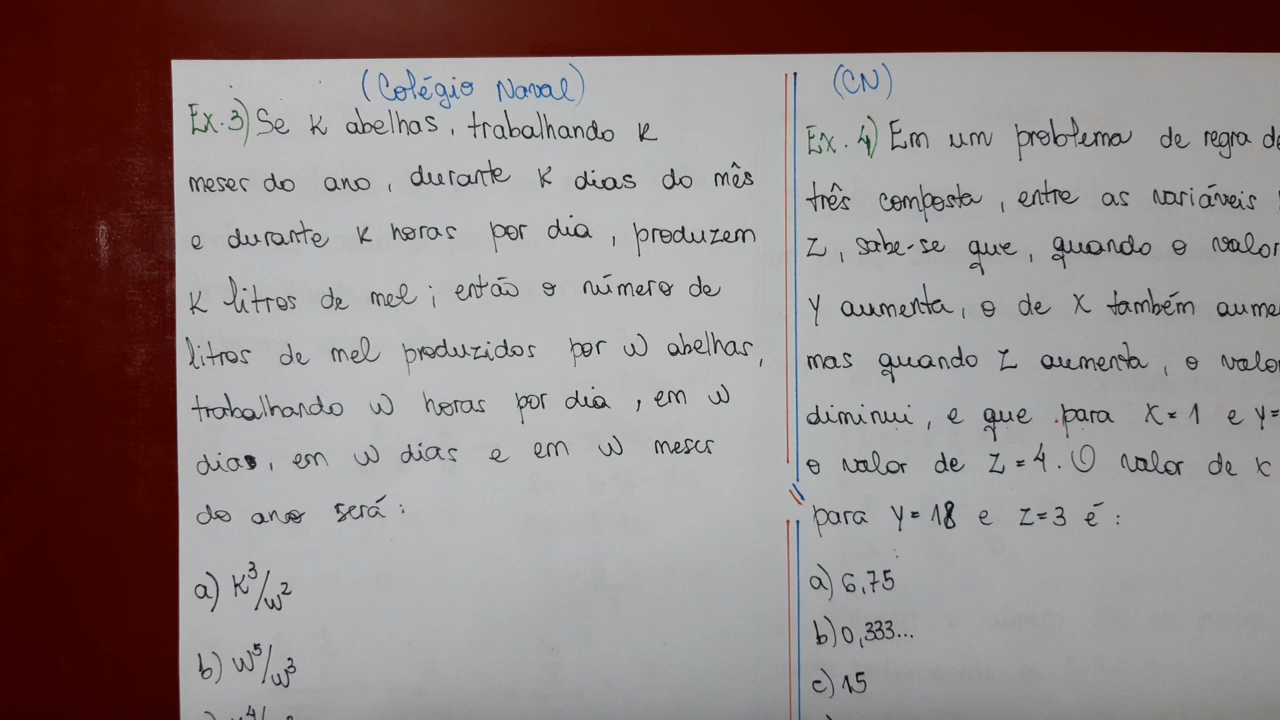 (Colégio Naval)
Ex.3) Se K abelhas, trabalhando K
meses do ano, durante K dias do mês
e durante K horas por dia, produzem
K litros de mel; então o número de
litros de mel produzidos por W abelhas,
trabalhando W horas por dia, em W
dias, em W dias e em W meses
do ano será:
a) K³/W²
b) W⁵/W³
(CN)
Ex. 4) Em um problema de regra de
três composta, entre as variáveis
Z, sabe-se que, quando o valor
Y aumenta, o de X também aume
mas quando Z aumenta, o valor
diminui, e que para X=1 e Y=
o valor de Z=4. O valor de X
para Y=18 e Z=3 é:
a) 6,75
b) 0,333...
c) 15